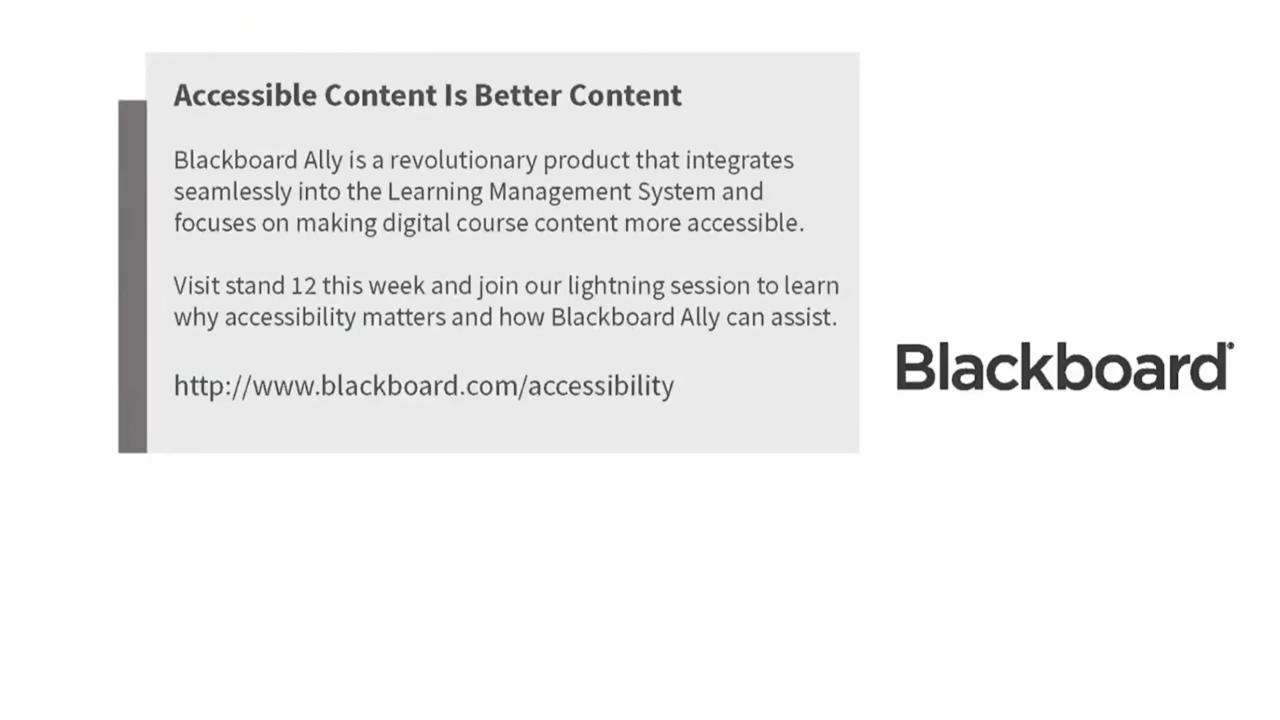 Accessible Content Is Better Content
Blackboard Ally is a revolutionary product that integrates
seamlessly into the Learning Management System and
focuses on making digital course content more accessible.
Visit stand 12 this week and join our lightning session to learn
why accessibility matters and how Blackboard Ally can assist.
http://www.blackboard.com/accessibility
Blackboard